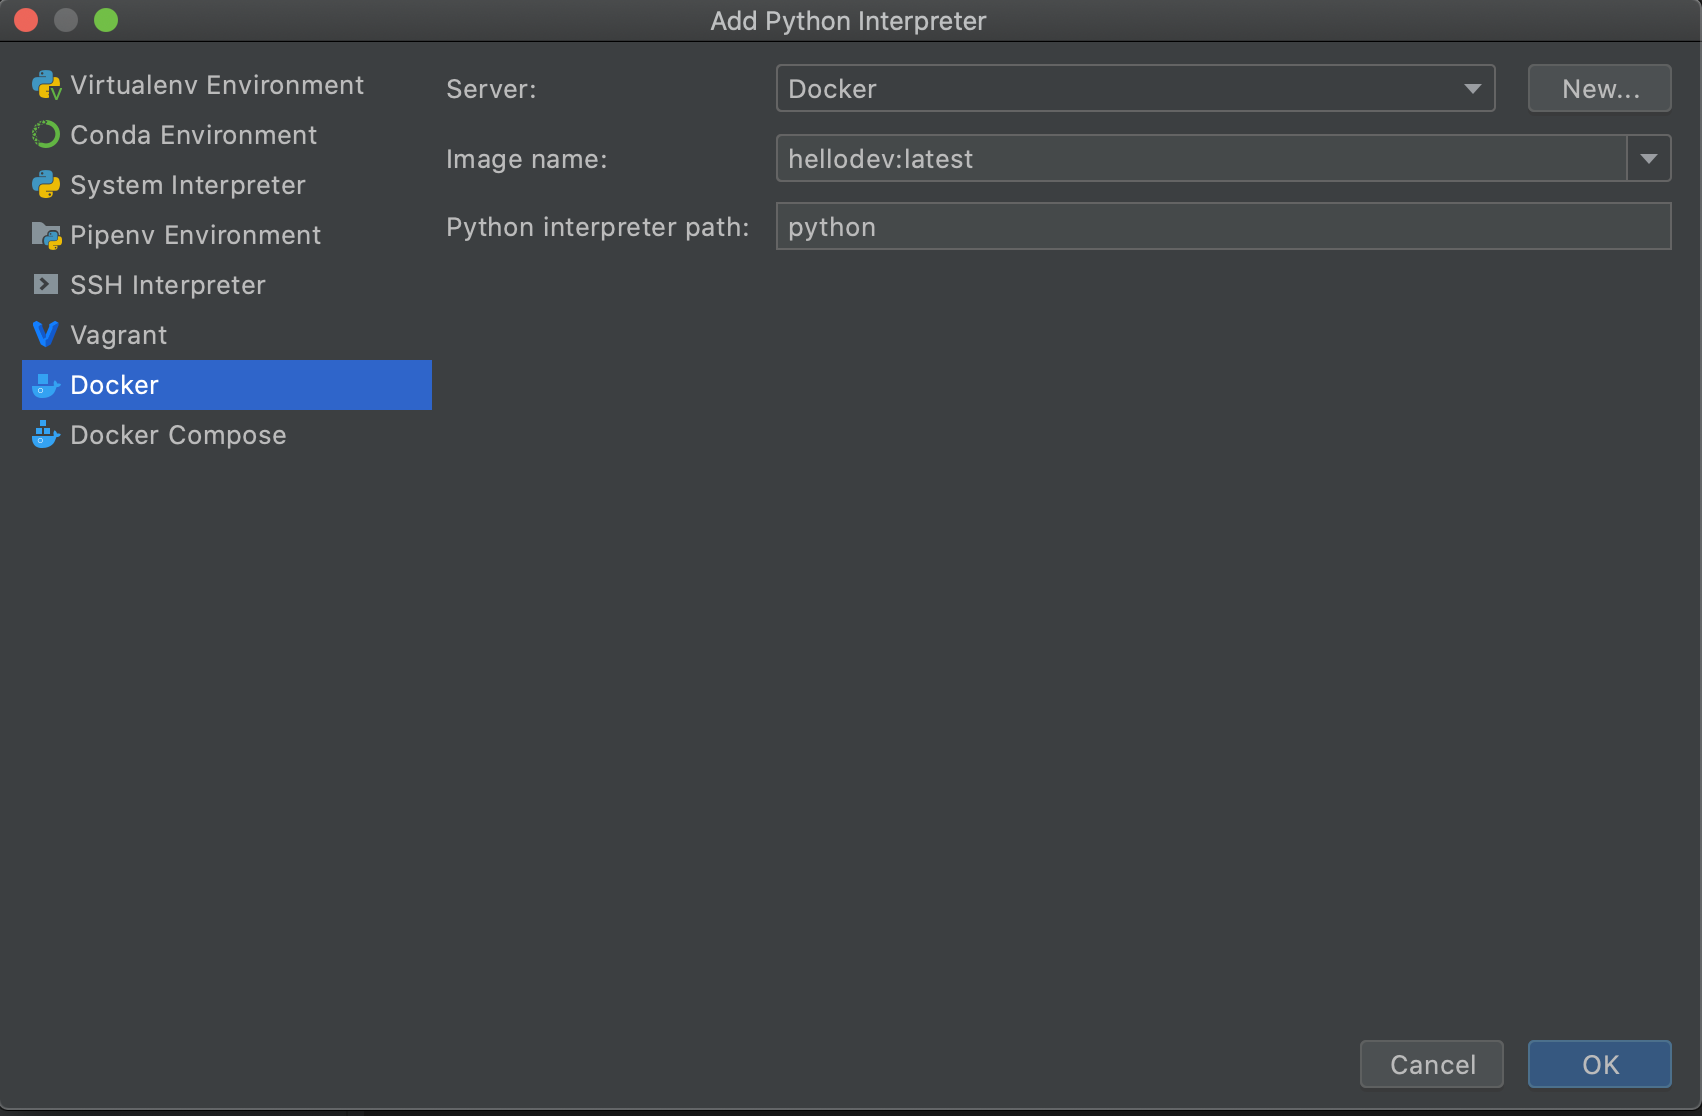 Add Python Interpreter
Virtualenv Environment
Conda Environment
System Interpreter
Pipenv Environment
SSH Interpreter
Vagrant
Docker
Docker Compose
Server: Docker New...
Image name: hellodev:latest
Python interpreter path: python
Cancel OK